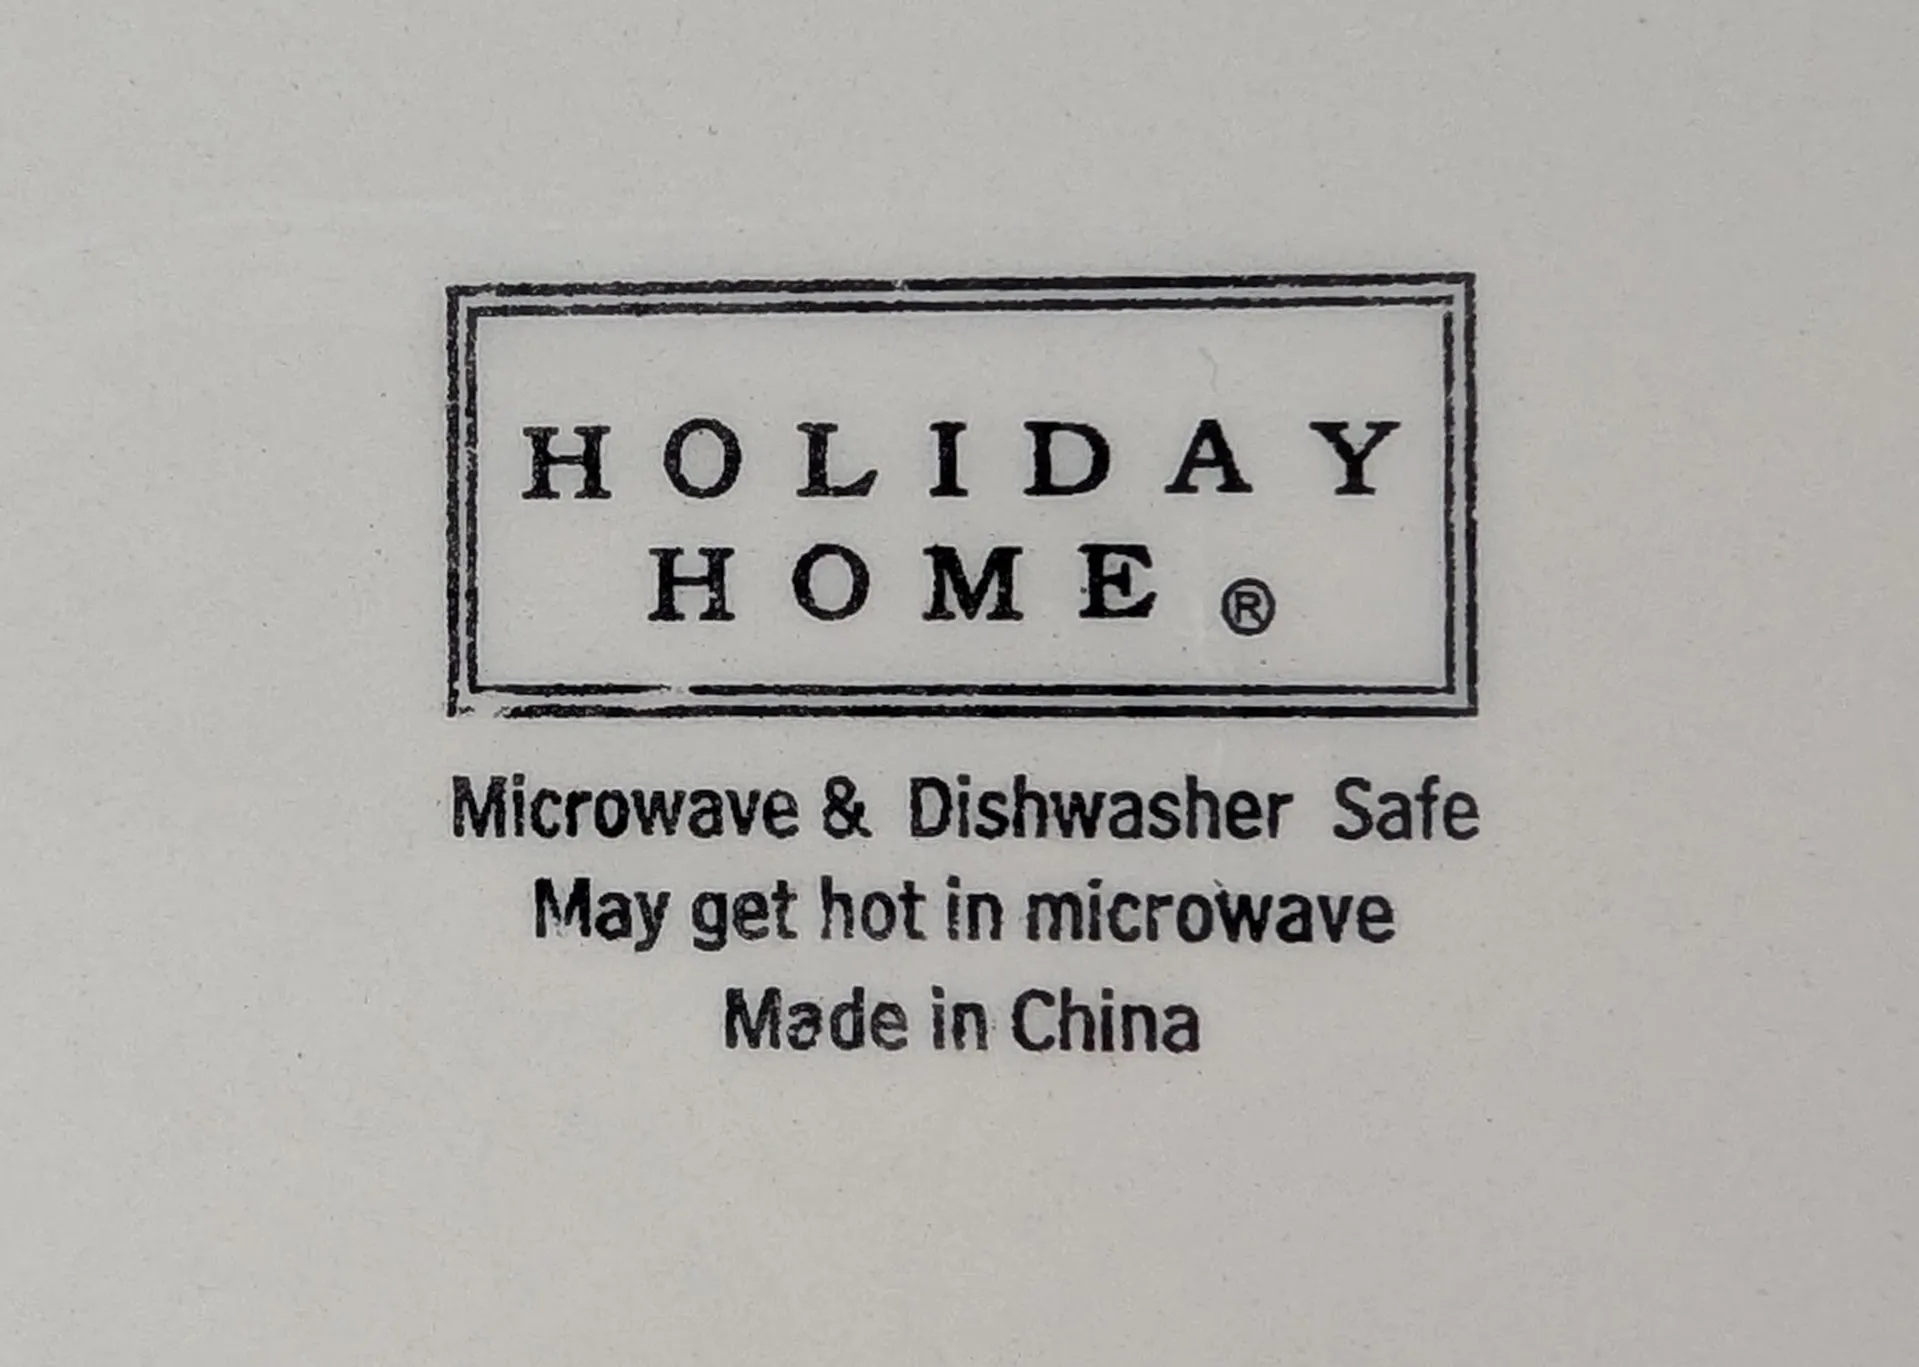 HOLIDAY
HOME ®
Microwave & Dishwasher Safe
May get hot in microwave
Made in China